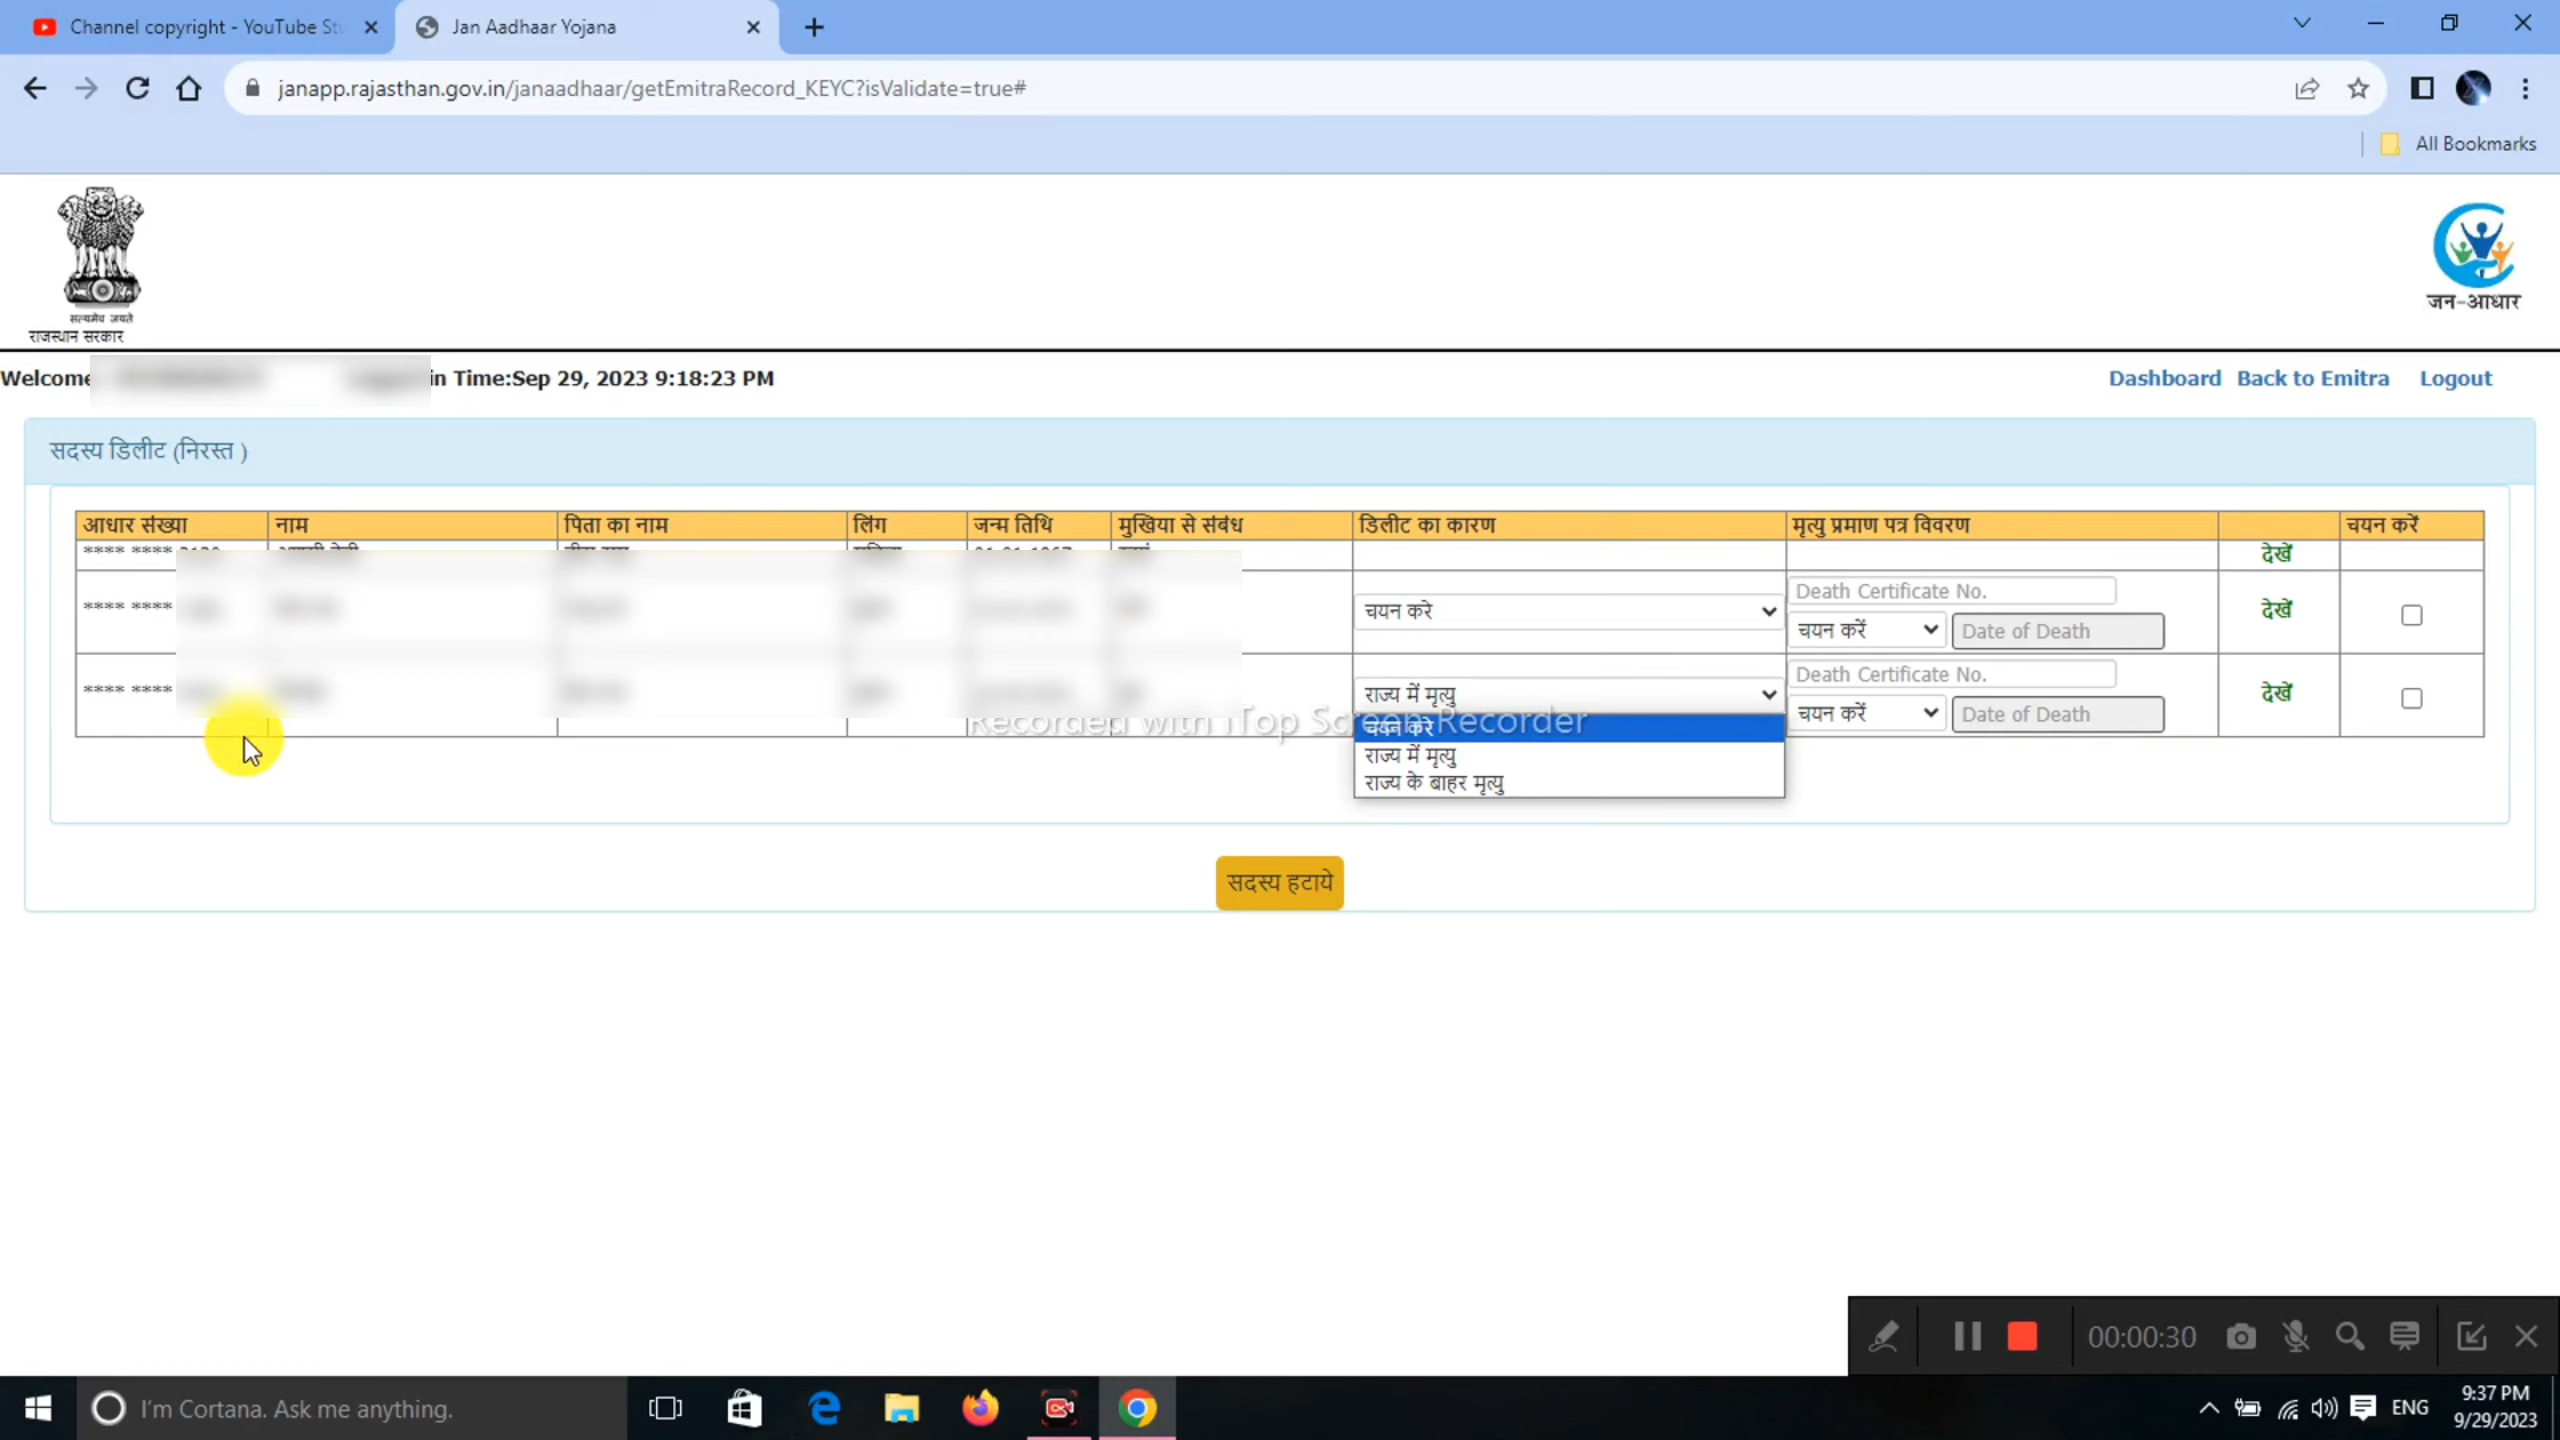 Channel copyright - YouTube St
Jan Aadhaar Yojana
janapp.rajasthan.gov.in/janaadhaar/getEmitraRecord_KEYC?isValidate=true#
All Bookmarks
सत्यमेव जयते
राजस्थान सरकार
जन-आधार
Welcome in Time:Sep 29, 2023 9:18:23 PM
Dashboard Back to Emitra Logout
सदस्य डिलीट (निरस्त )
आधार संख्या नाम पिता का नाम लिंग जन्म तिथि मुखिया से संबंध डिलीट का कारण मृत्यु प्रमाण पत्र विवरण चयन करें
**** **** देखें
**** **** चयन करे Death Certificate No. देखें
चयन करें Date of Death
**** **** राज्य में मृत्यु Death Certificate No. देखें
चयन करें Date of Death
Recorded with iTop Screen Recorder
चयन करे
राज्य में मृत्यु
राज्य के बाहर मृत्यु
सदस्य हटाये
00:00:30
I'm Cortana. Ask me anything.
ENG
9:37 PM
9/29/2023